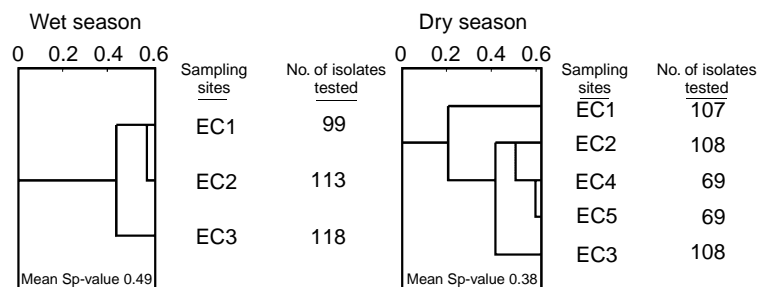 Wet season
0 0.2 0.4 0.6
Sampling sites
No. of isolates tested
EC1 99
EC2 113
EC3 118
Mean Sp-value 0.49
Dry season
0 0.2 0.4 0.6
Sampling sites
No. of isolates tested
EC1 107
EC2 108
EC4 69
EC5 69
EC3 108
Mean Sp-value 0.38